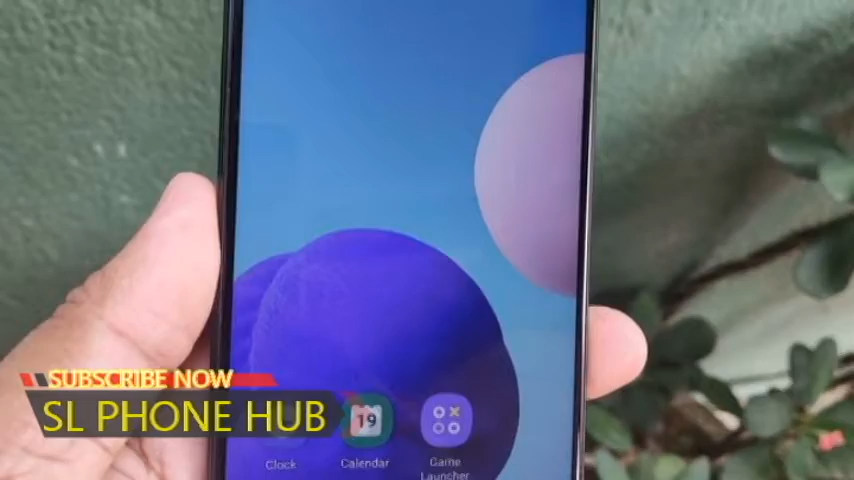 SUBSCRIBE NOW
SL PHONE HUB
19
Clock Calendar Game
Launcher